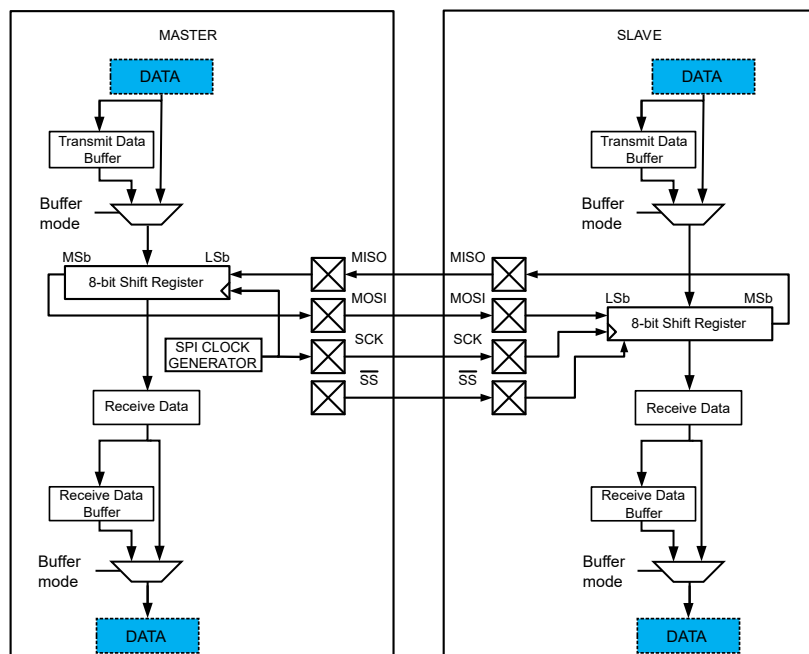 MASTER
SLAVE
DATA
DATA
Transmit Data
Buffer
Transmit Data
Buffer
Buffer
mode
Buffer
mode
MSb
LSb
MISO
MISO
8-bit Shift Register
MOSI
MOSI
LSb
MSb
8-bit Shift Register
SPI CLOCK
GENERATOR
SCK
SCK
SS
SS
Receive Data
Receive Data
Receive Data
Buffer
Receive Data
Buffer
Buffer
mode
Buffer
mode
DATA
DATA